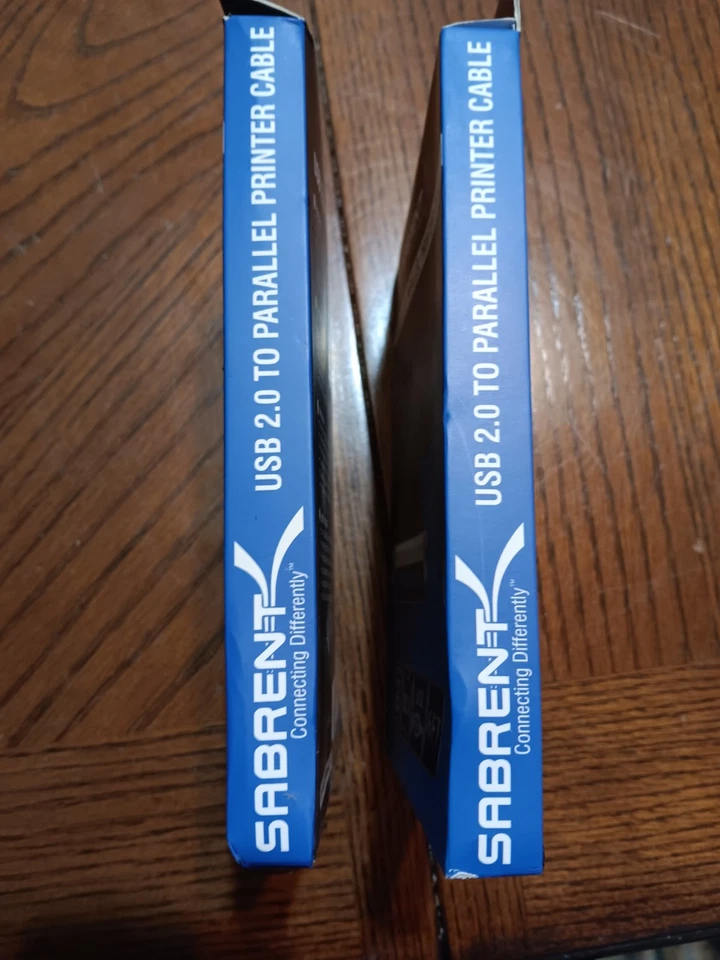 USB 2.0 TO PARALLEL PRINTER CABLE
SABRENT
Connecting Differently™
USB 2.0 TO PARALLEL PRINTER CABLE
SABRENT
Connecting Differently™